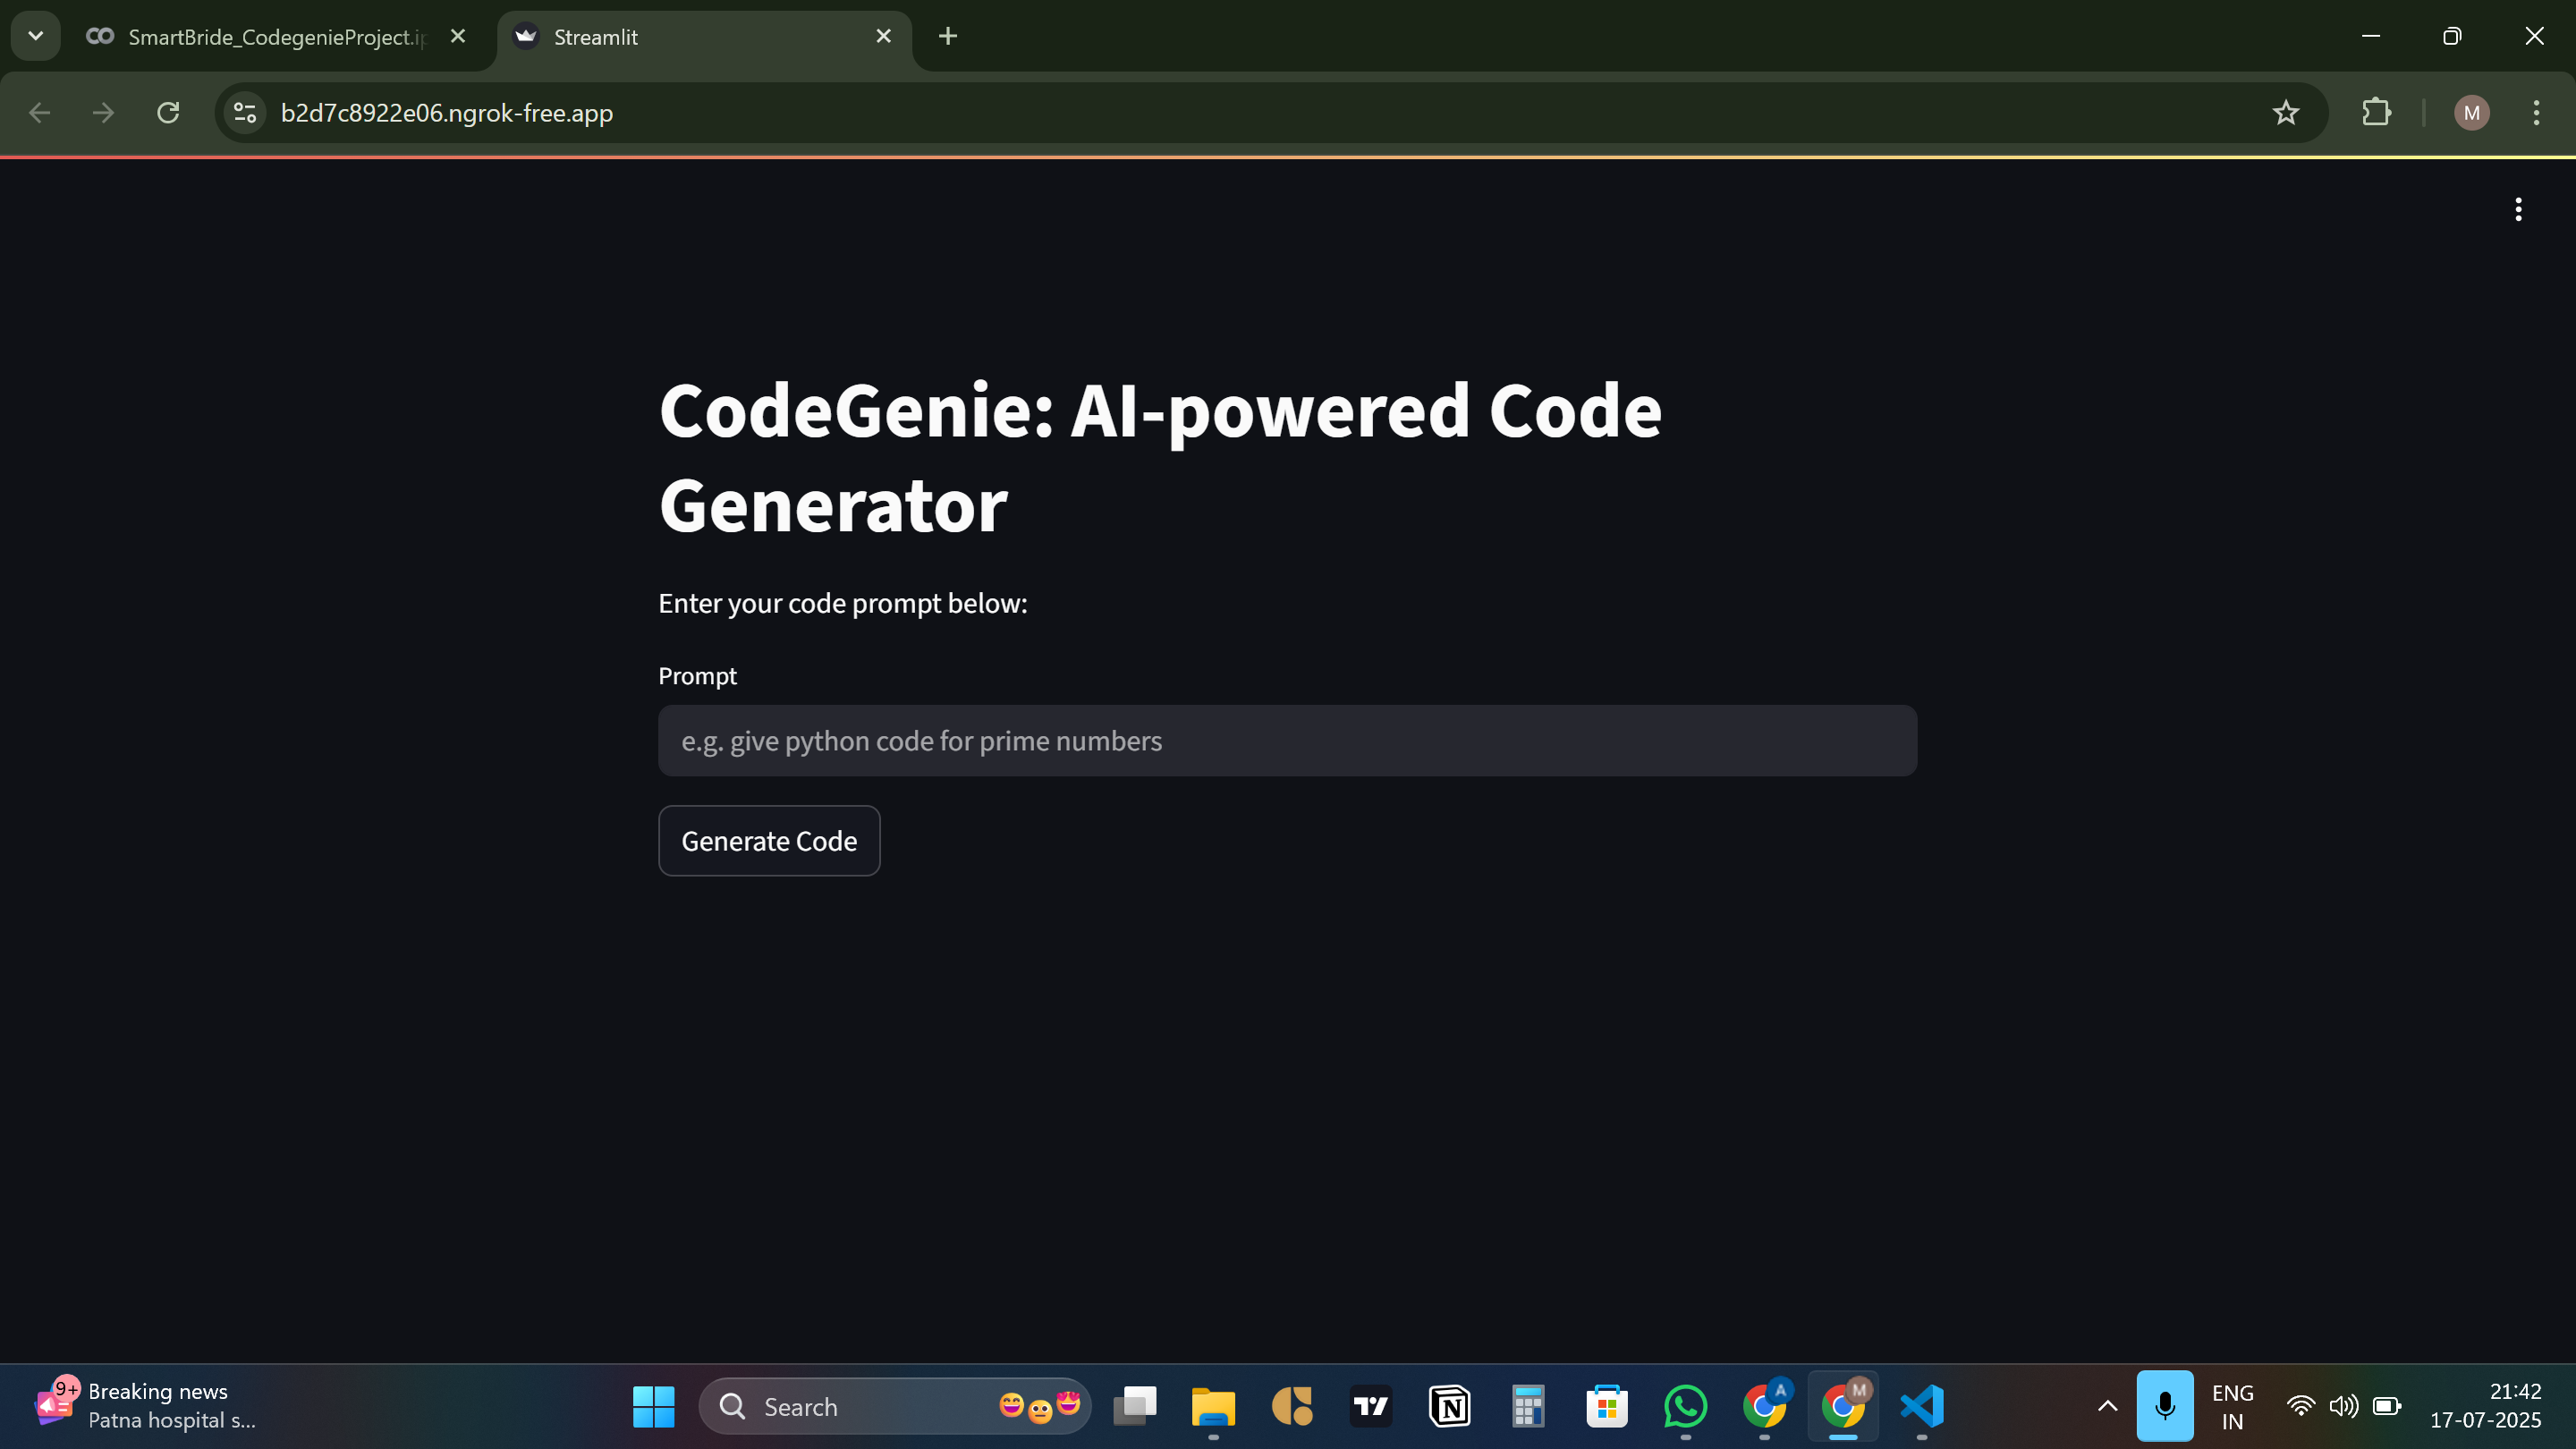 SmartBride_CodegenieProject.ip
Streamlit
b2d7c8922e06.ngrok-free.app
M
CodeGenie: AI-powered Code
Generator
Enter your code prompt below:
Prompt
e.g. give python code for prime numbers
Generate Code
9+
Breaking news
Patna hospital s...
Search
A
M
ENG
IN
21:42
17-07-2025